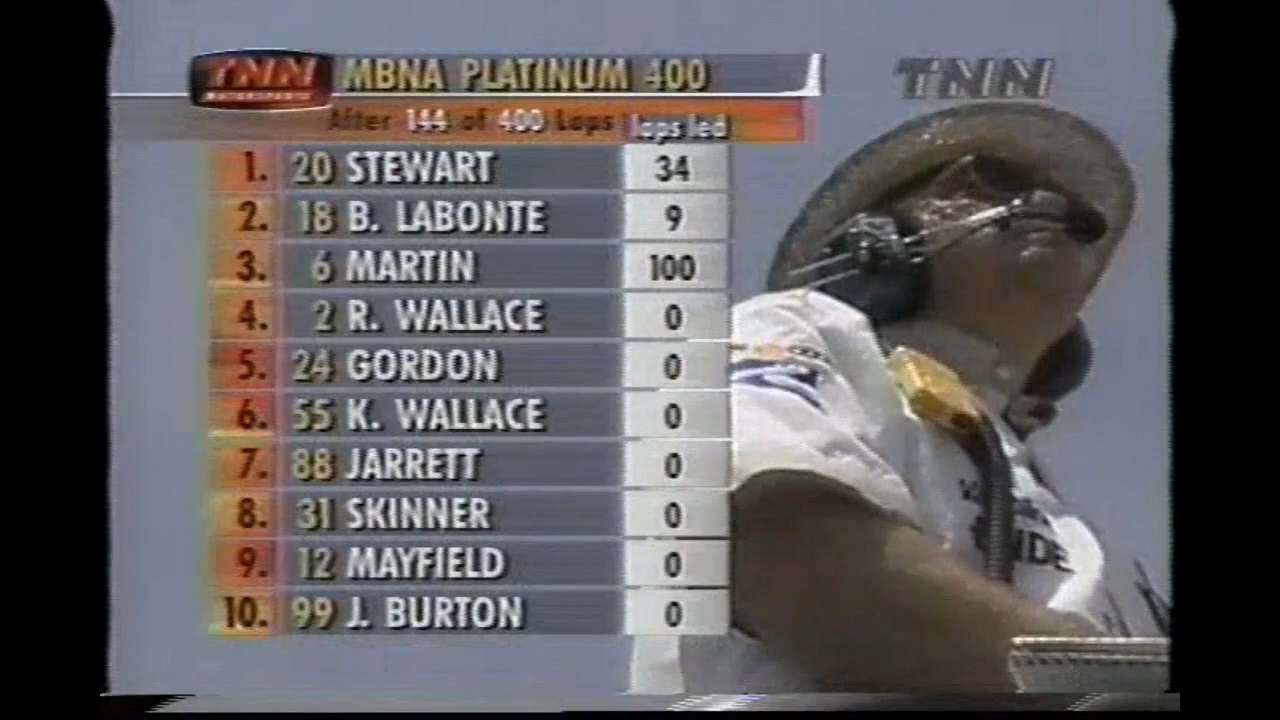 TNN MBNA PLATINUM 400
MOTORSPORTS
TNN
After 144 of 400 Laps laps led
1. 20 STEWART 34
2. 18 B. LABONTE 9
3. 6 MARTIN 100
4. 2 R. WALLACE 0
5. 24 GORDON 0
6. 55 K. WALLACE 0
7. 88 JARRETT 0
8. 31 SKINNER 0
9. 12 MAYFIELD 0
10. 99 J. BURTON 0